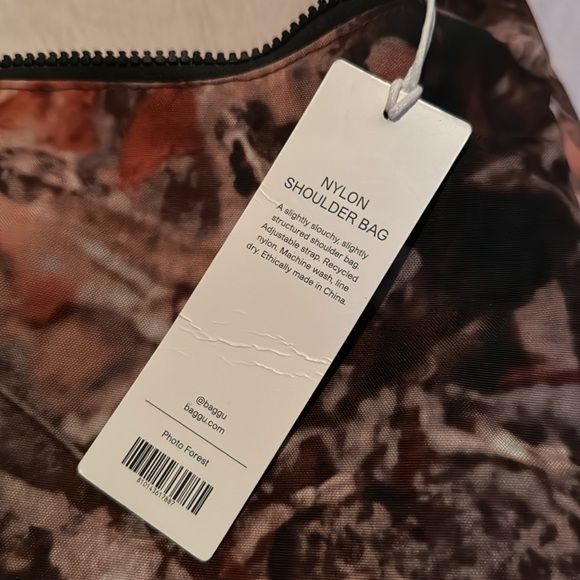 NYLON
SHOULDER BAG
A slightly slouchy, slightly
structured shoulder bag.
Adjustable strap. Recycled
nylon. Machine wash, line
dry. Ethically made in China.
@baggu
baggu.com
Photo Forest